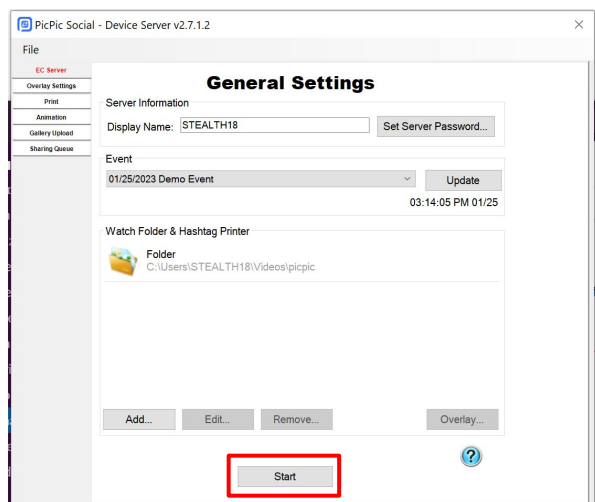 PicPic Social - Device Server v2.7.1.2
File
EC Server
Overlay Settings
Print
Animation
Gallery Upload
Sharing Queue
General Settings
Server Information
Display Name: STEALTH18 Set Server Password...
Event
01/25/2023 Demo Event Update
03:14:05 PM 01/25
Watch Folder & Hashtag Printer
Folder
C:\Users\STEALTH18\Videos\picpic
Add... Edit... Remove... Overlay...
?
Start